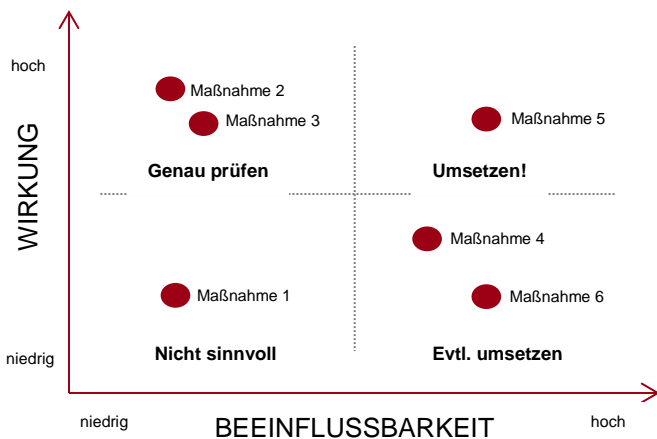 hoch
Maßnahme 2
Maßnahme 3
Maßnahme 5
WIRKUNG
Genau prüfen
Umsetzen!
Maßnahme 4
Maßnahme 1
Maßnahme 6
niedrig
Nicht sinnvoll
Evtl. umsetzen
niedrig
BEEINFLUSSBARKEIT
hoch